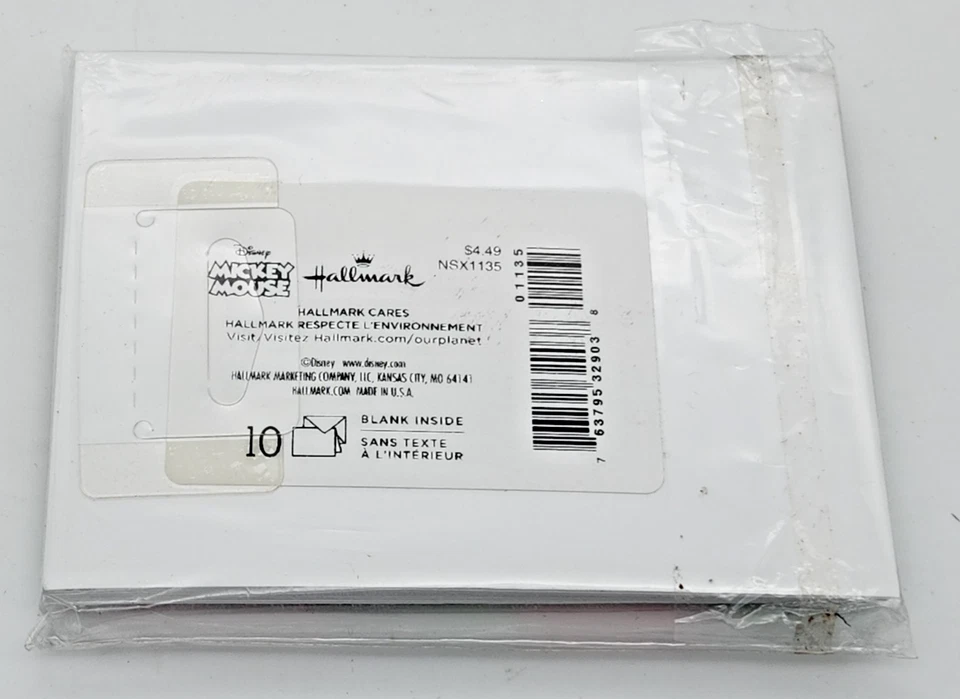 Disney
MICKEY
MOUSE
Hallmark
$4.49
NSX1135
HALLMARK CARES
HALLMARK RESPECTE L'ENVIRONNEMENT
Visit/Visitez Hallmark.com/ourplanet
©Disney www.disney.com
HALLMARK MARKETING COMPANY, LLC, KANSAS CITY, MO 64141
HALLMARK.COM MADE IN U.S.A.
10
BLANK INSIDE
SANS TEXTE
À L'INTÉRIEUR
01135
7 63795 32903 8